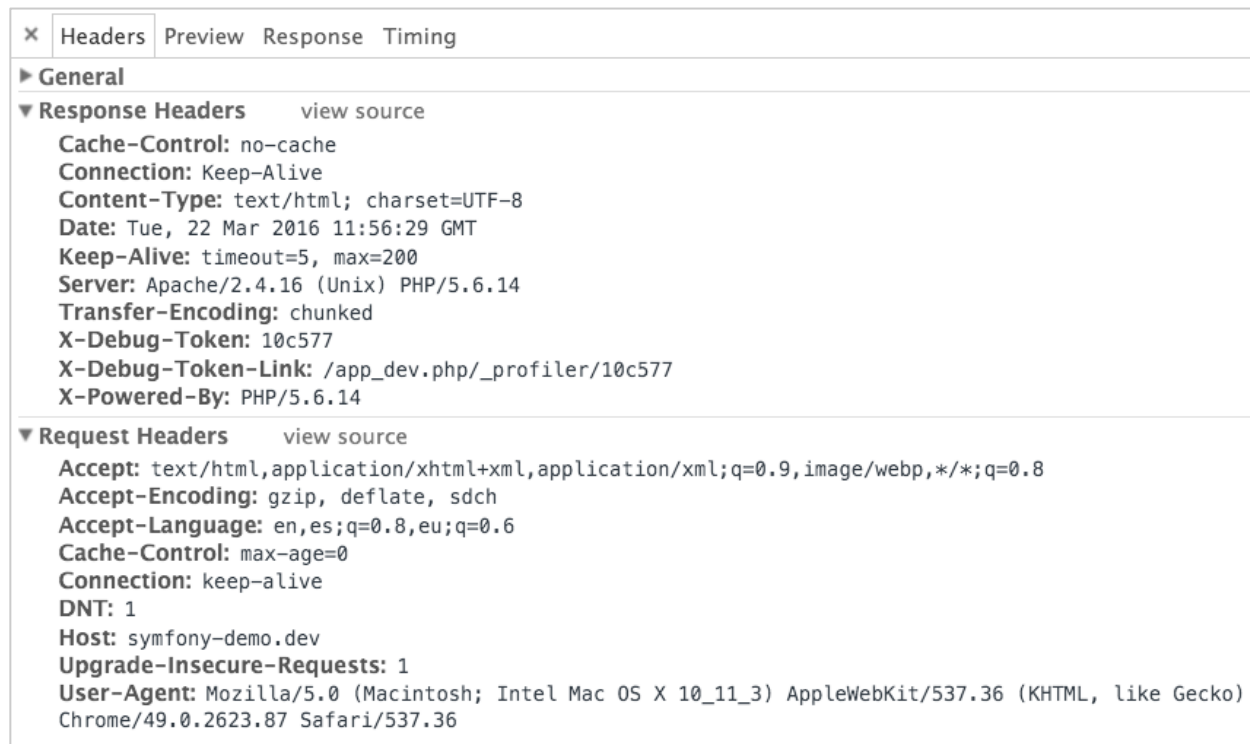 × Headers Preview Response Timing
▶ General
▼ Response Headers view source
Cache-Control: no-cache
Connection: Keep-Alive
Content-Type: text/html; charset=UTF-8
Date: Tue, 22 Mar 2016 11:56:29 GMT
Keep-Alive: timeout=5, max=200
Server: Apache/2.4.16 (Unix) PHP/5.6.14
Transfer-Encoding: chunked
X-Debug-Token: 10c577
X-Debug-Token-Link: /app_dev.php/_profiler/10c577
X-Powered-By: PHP/5.6.14
▼ Request Headers view source
Accept: text/html,application/xhtml+xml,application/xml;q=0.9,image/webp,*/*;q=0.8
Accept-Encoding: gzip, deflate, sdch
Accept-Language: en,es;q=0.8,eu;q=0.6
Cache-Control: max-age=0
Connection: keep-alive
DNT: 1
Host: symfony-demo.dev
Upgrade-Insecure-Requests: 1
User-Agent: Mozilla/5.0 (Macintosh; Intel Mac OS X 10_11_3) AppleWebKit/537.36 (KHTML, like Gecko)
Chrome/49.0.2623.87 Safari/537.36